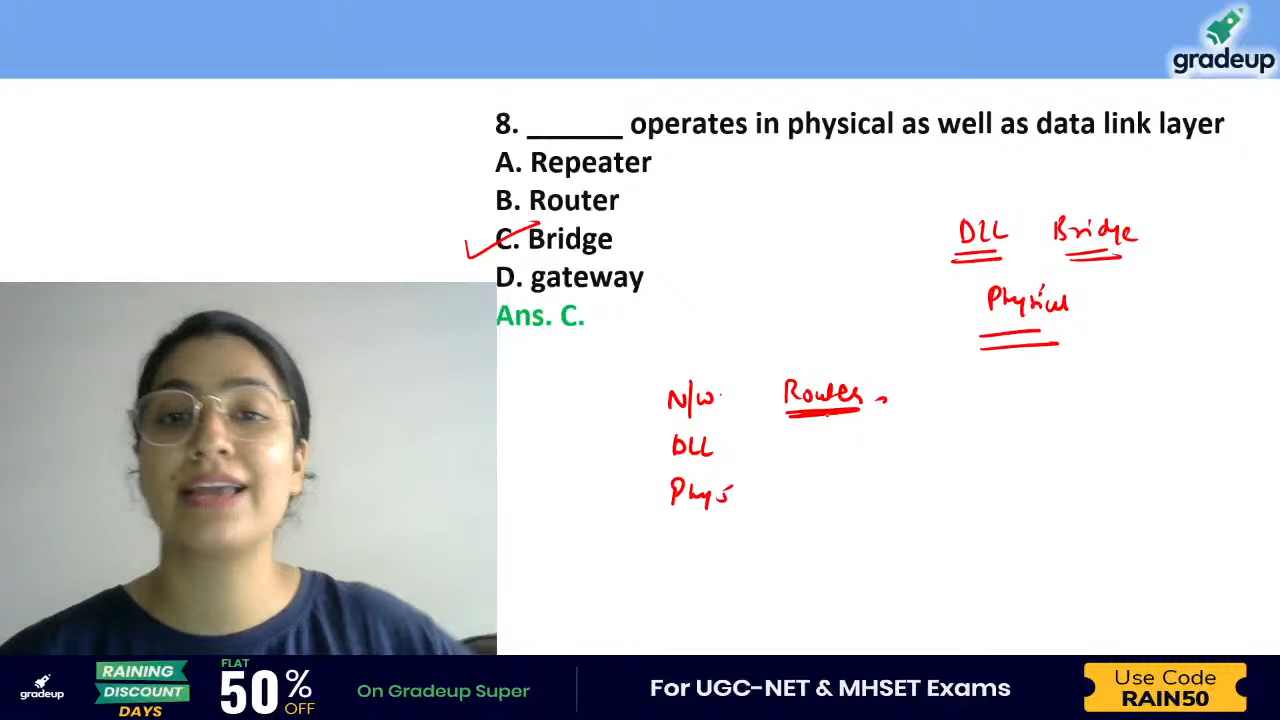 gradeup
8. ______ operates in physical as well as data link layer
A. Repeater
B. Router
C. Bridge
D. gateway
Ans. C.
DLL Bridge
Physical
N/W Router,
DLL
Phys
gradeup
RAINING
DISCOUNT
DAYS
FLAT
50%
OFF
On Gradeup Super
For UGC-NET & MHSET Exams
Use Code
RAIN50